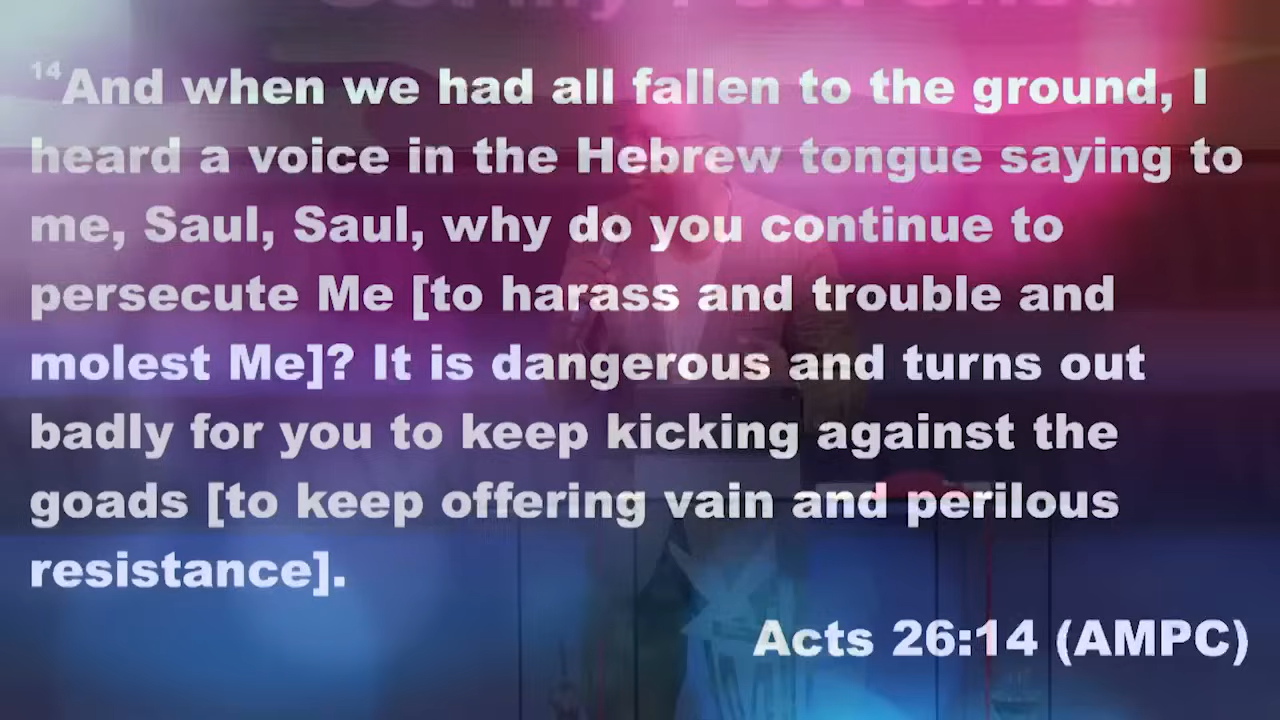 14And when we had all fallen to the ground, I
heard a voice in the Hebrew tongue saying to
me, Saul, Saul, why do you continue to
persecute Me [to harass and trouble and
molest Me]? It is dangerous and turns out
badly for you to keep kicking against the
goads [to keep offering vain and perilous
resistance].
Acts 26:14 (AMPC)